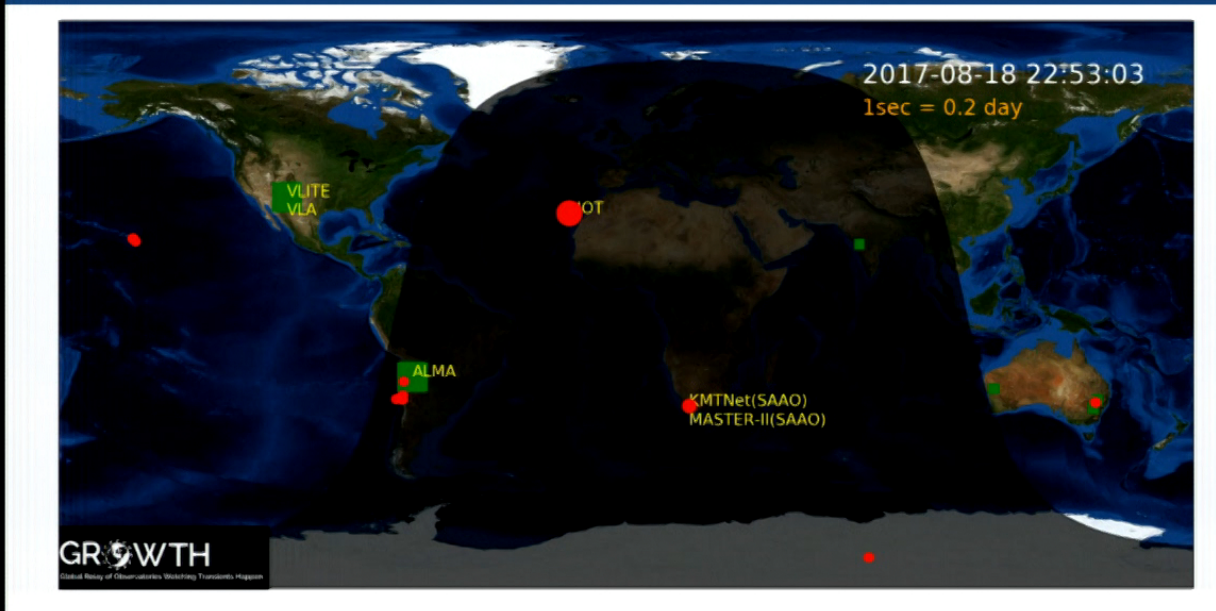 2017-08-18 22:53:03
1sec = 0.2 day
VLITE
VLA
ALMA
KMTNet(SAAO)
MASTER-II(SAAO)
GROWTH
Global Relay of Observatories Watching Transients Happen